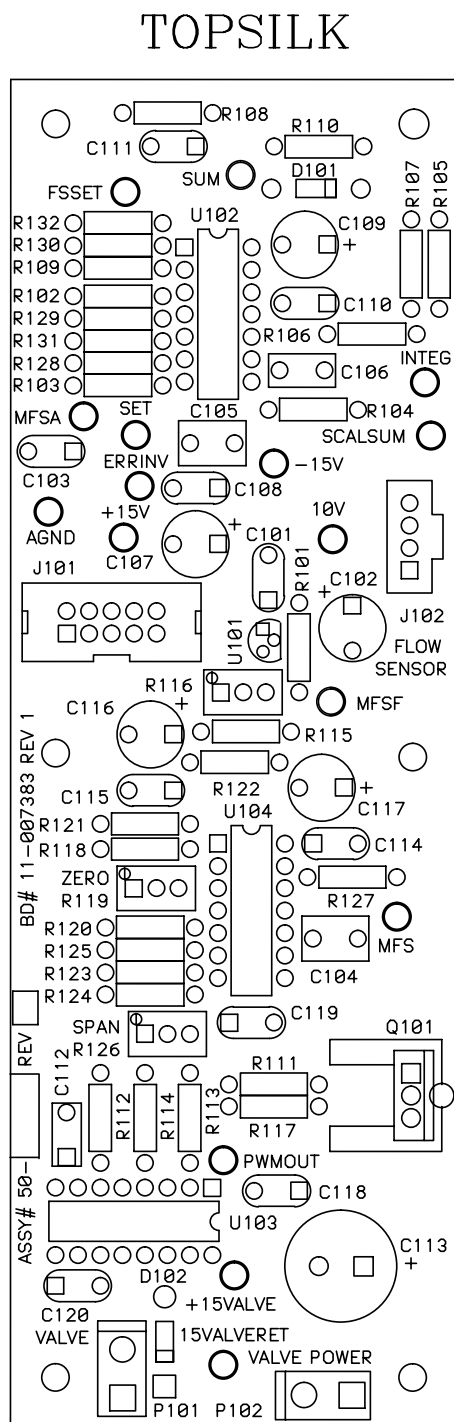 TOPSILK
R108
C111
R110
SUM
D101
FSSET
R107
R105
U102
C109
+
R132
R130
R109
R102
R129
R131
R128
R103
C110
R106
INTEG
C106
MFSA
SET
C105
R104
SCALSUM
C103
ERRINV
-15V
C108
+15V
+
10V
AGND
C107
C101
R101
C102
+
J101
J102
U101
FLOW
SENSOR
R116
MFSF
C116
+
R115
BD# 11-007383 REV 1
C115
R122
+
C117
U104
R121
R118
C114
ZERO
R119
R127
MFS
R120
R125
R123
R124
C104
SPAN
R126
C119
Q101
REV
C112
R111
R112
R114
R113
R117
PWMOUT
ASSY# 50-
C118
U103
C113
+
D102
+15VALVE
C120
VALVE
15VALVERET
VALVE POWER
P101
P102